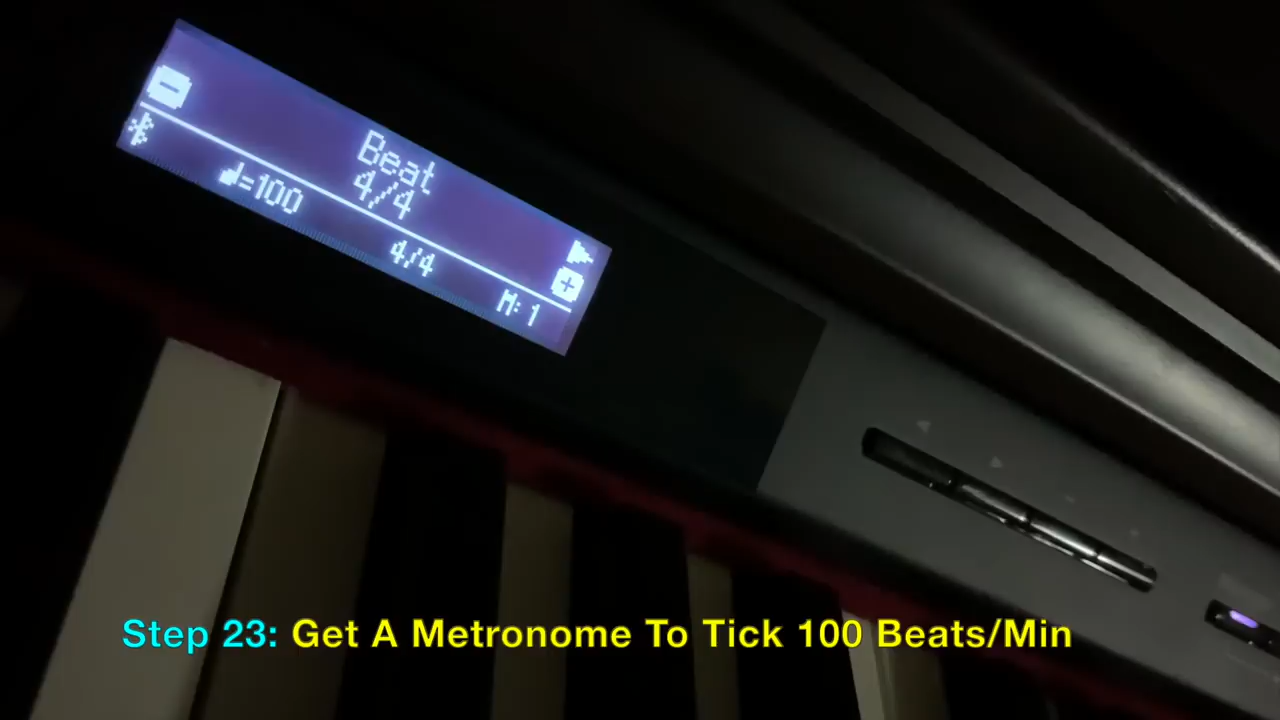 Beat
4/4
♩=100
4/4
M: 1
Step 23: Get A Metronome To Tick 100 Beats/Min